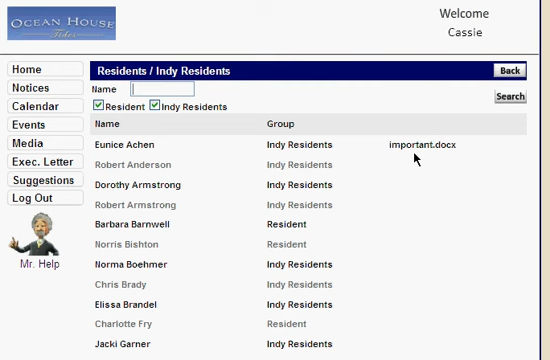 OCEAN HOUSE
Tides
Welcome
Cassie
Home
Notices
Calendar
Events
Media
Exec. Letter
Suggestions
Log Out
Mr. Help
Residents / Indy Residents
Back
Name
Search
Resident Indy Residents
Name Group
Eunice Achen Indy Residents important.docx
Robert Anderson Indy Residents
Dorothy Armstrong Indy Residents
Robert Armstrong Indy Residents
Barbara Barnwell Resident
Norris Bishton Resident
Norma Boehmer Indy Residents
Chris Brady Indy Residents
Elissa Brandel Indy Residents
Charlotte Fry Resident
Jacki Garner Indy Residents